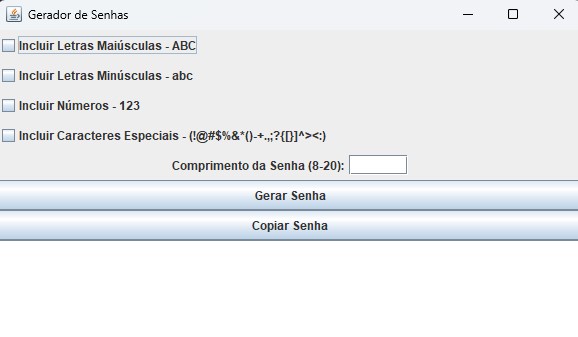 Gerador de Senhas
Incluir Letras Maiúsculas - ABC
Incluir Letras Minúsculas - abc
Incluir Números - 123
Incluir Caracteres Especiais - (!@#$%&*()-+.,;?{[}]^><:)
Comprimento da Senha (8-20):
Gerar Senha
Copiar Senha